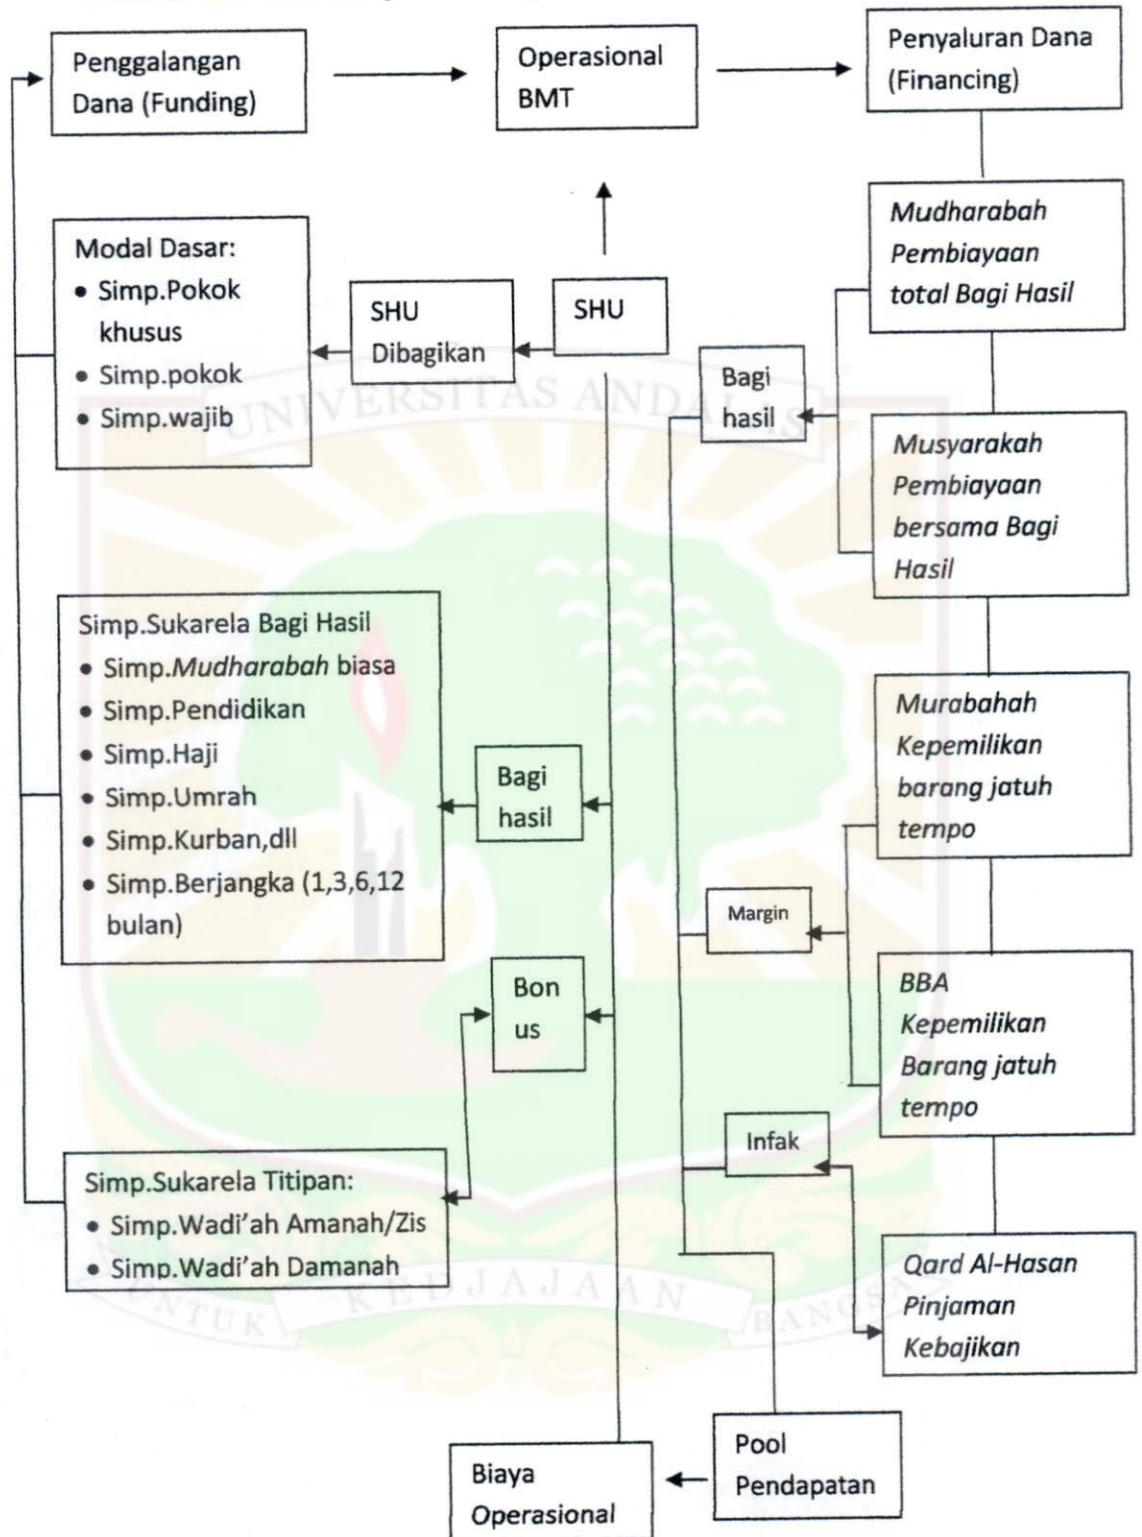 Penggalangan
Dana (Funding)
Operasional
BMT
Penyaluran Dana
(Financing)
Modal Dasar:
• Simp.Pokok
khusus
• Simp.pokok
• Simp.wajib
SHU
Dibagikan
SHU
Bagi
hasil
Mudharabah
Pembiayaan
total Bagi Hasil
Musyarakah
Pembiayaan
bersama Bagi
Hasil
UNIVERSITAS ANDALAS
Simp.Sukarela Bagi Hasil
• Simp.Mudharabah biasa
• Simp.Pendidikan
• Simp.Haji
• Simp.Umrah
• Simp.Kurban,dll
• Simp.Berjangka (1,3,6,12
bulan)
Bagi
hasil
Bon
us
Murabahah
Kepemilikan
barang jatuh
tempo
Margin
BBA
Kepemilikan
Barang jatuh
tempo
Infak
Simp.Sukarela Titipan:
• Simp.Wadi'ah Amanah/Zis
• Simp.Wadi'ah Damanah
Qard Al-Hasan
Pinjaman
Kebajikan
UNTUK KEDJAJAAN BANGSA
Biaya
Operasional
Pool
Pendapatan